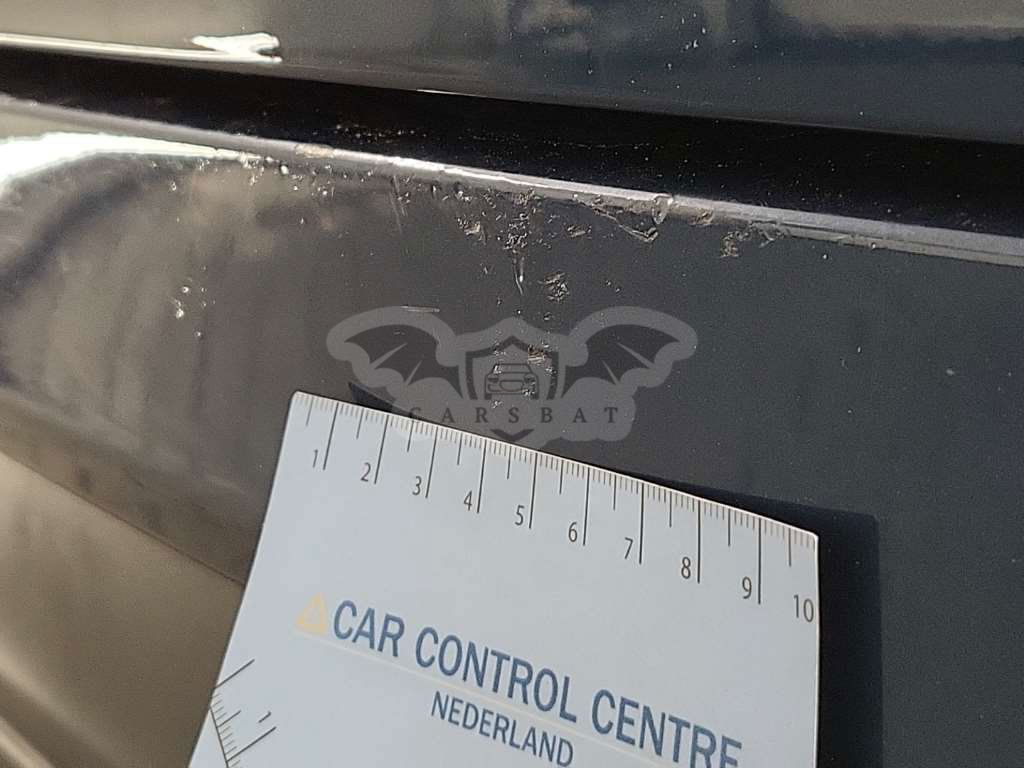 CARSBAT
1 2 3 4 5 6 7 8 9 10
CAR CONTROL CENTRE
NEDERLAND